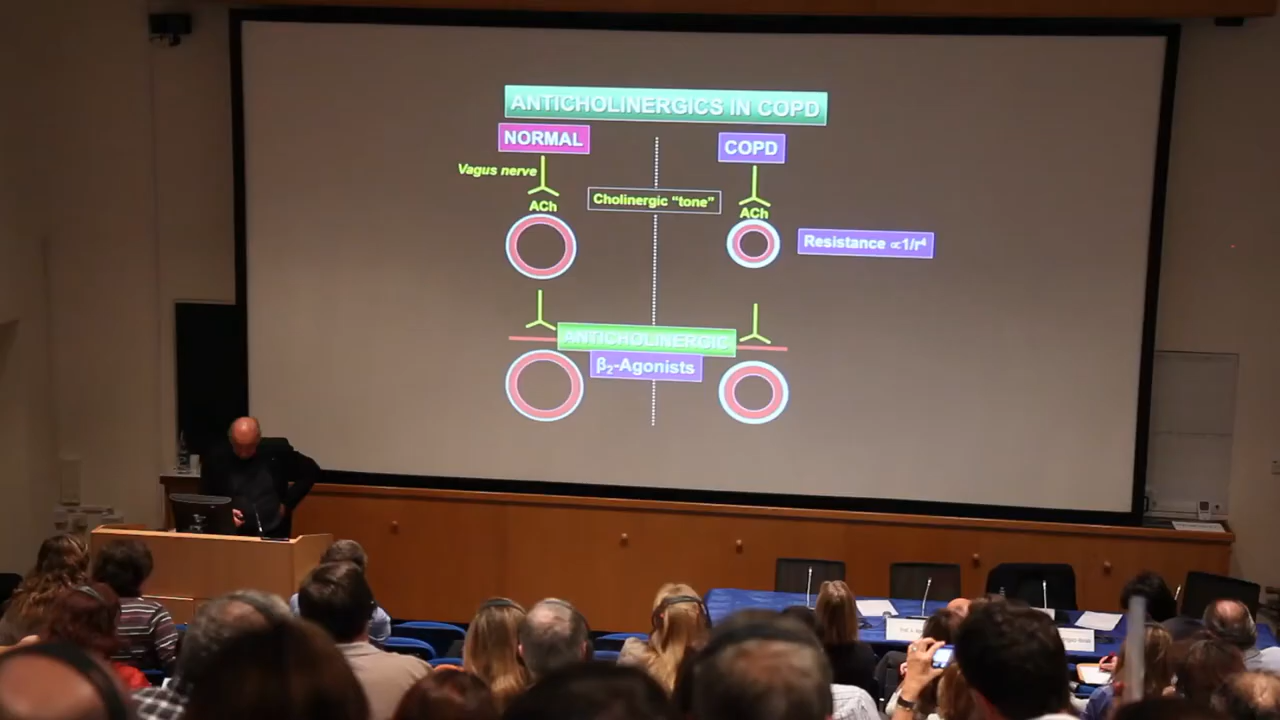 ANTICHOLINERGICS IN COPD
NORMAL
COPD
Vagus nerve
Cholinergic “tone”
ACh
ACh
Resistance ∝1/r⁴
ANTICHOLINERGIC
β₂-Agonists